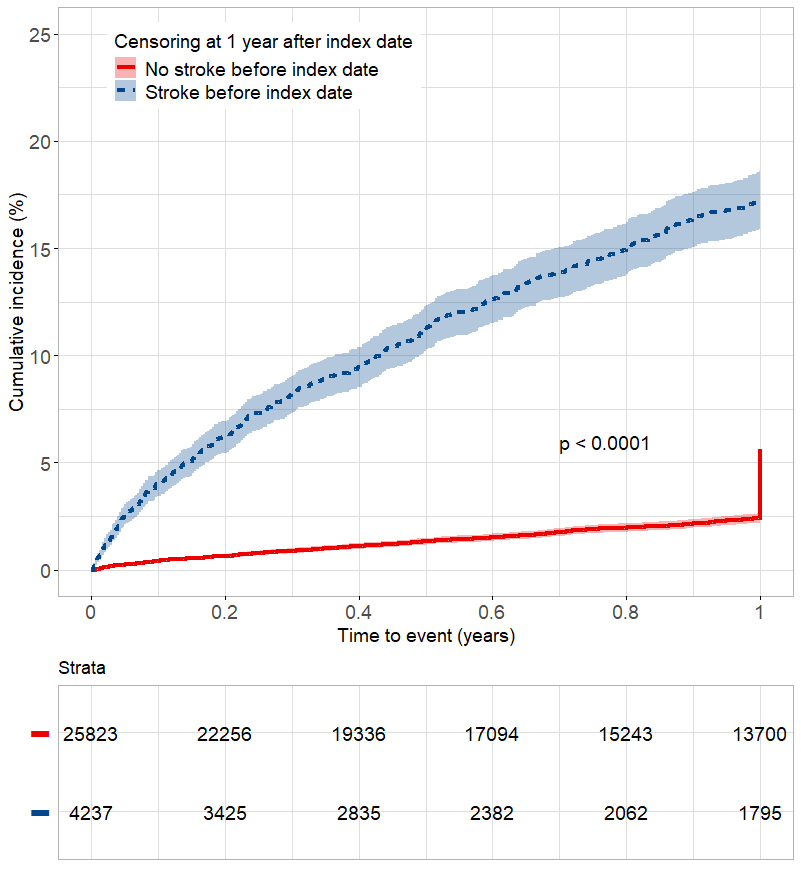 Censoring at 1 year after index date
No stroke before index date
Stroke before index date
Cumulative incidence (%)
25
20
15
10
5
0
p < 0.0001
0 0.2 0.4 0.6 0.8 1
Time to event (years)
Strata
25823 22256 19336 17094 15243 13700
4237 3425 2835 2382 2062 1795